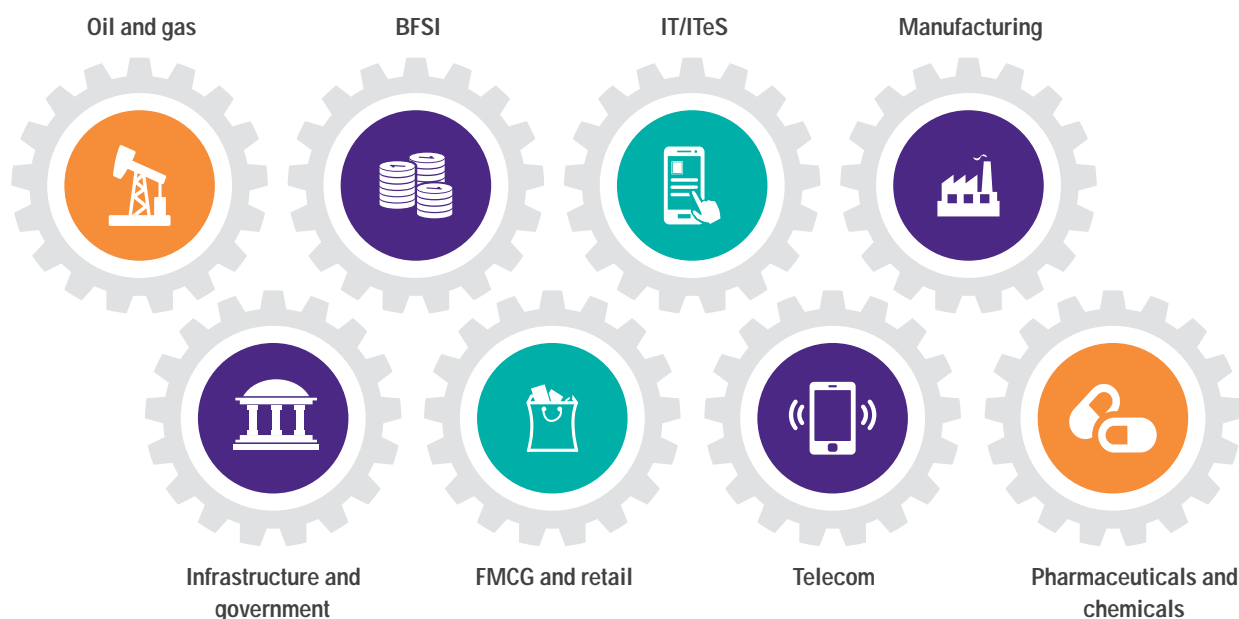 Oil and gas
BFSI
IT/ITeS
Manufacturing
Infrastructure and
government
FMCG and retail
Telecom
Pharmaceuticals and
chemicals